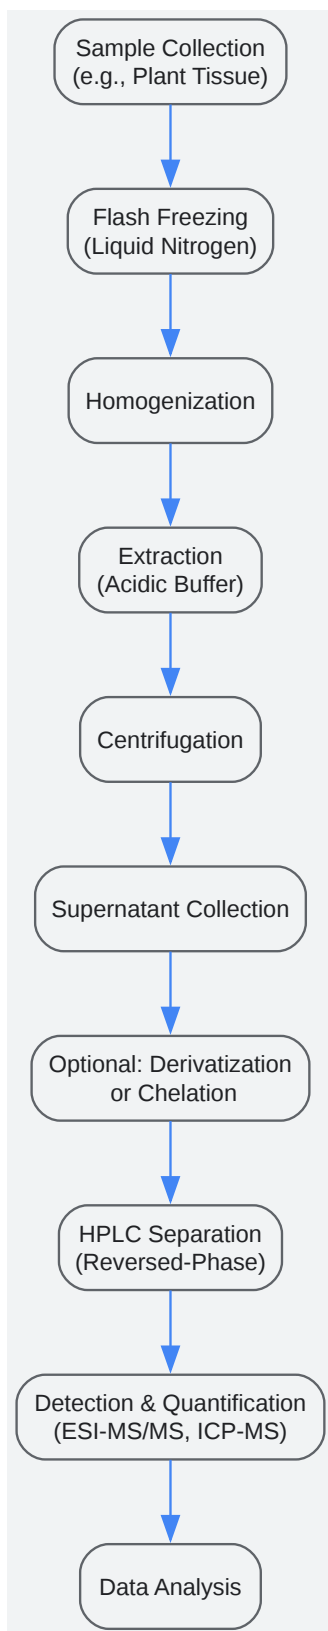 Sample Collection
(e.g., Plant Tissue)
Flash Freezing
(Liquid Nitrogen)
Homogenization
Extraction
(Acidic Buffer)
Centrifugation
Supernatant Collection
Optional: Derivatization
or Chelation
HPLC Separation
(Reversed-Phase)
Detection & Quantification
(ESI-MS/MS, ICP-MS)
Data Analysis